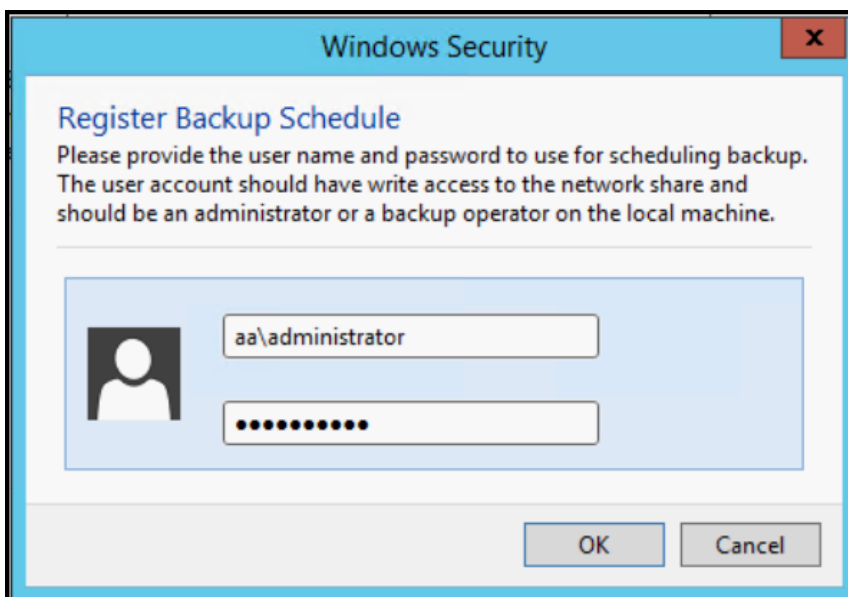 Windows Security
x
Register Backup Schedule
Please provide the user name and password to use for scheduling backup.
The user account should have write access to the network share and
should be an administrator or a backup operator on the local machine.
aa\administrator
●●●●●●●●●●
OK
Cancel